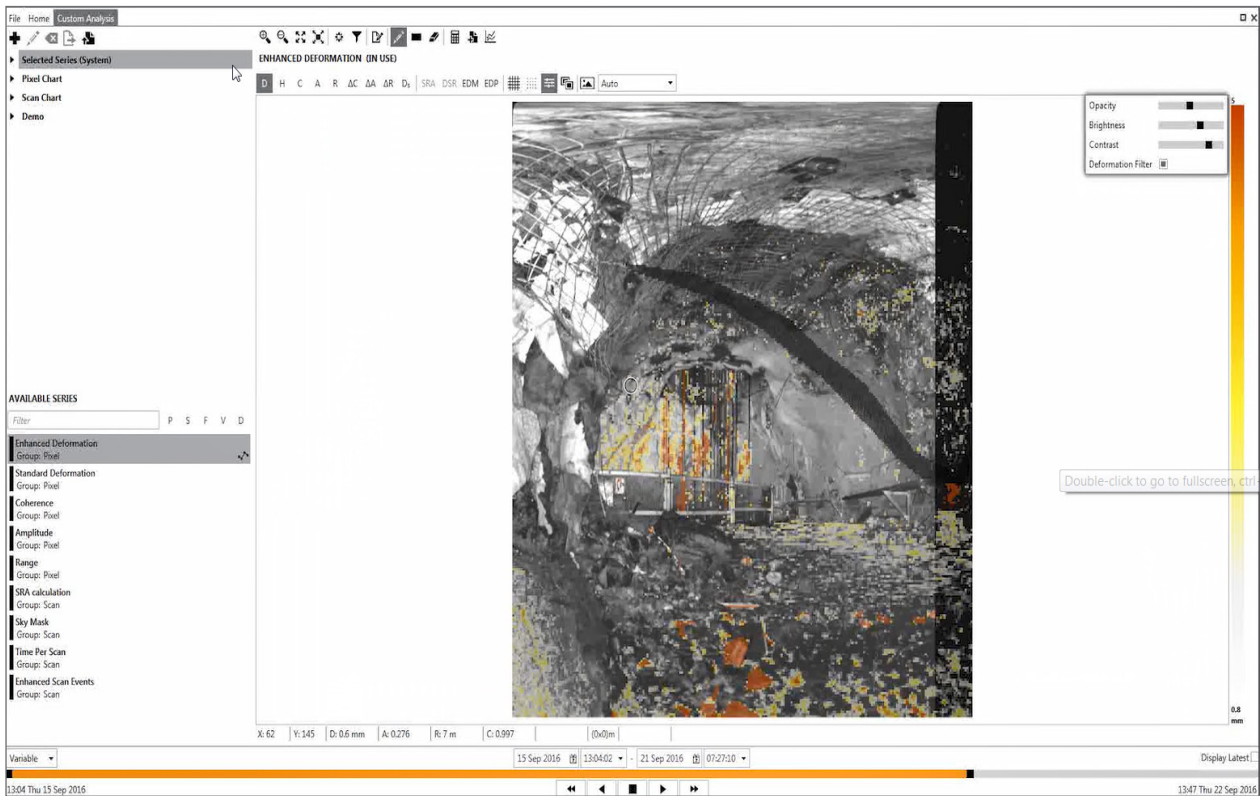 File Home Custom Analysis
Selected Series (System)
Pixel Chart
Scan Chart
Demo
ENHANCED DEFORMATION (IN USE)
D H C A R ΔC ΔA ΔR SRA DSR EDM EDP Auto
Opacity
Brightness
Contrast
Deformation Filter
5
AVAILABLE SERIES
Filter P S F V D
Enhanced Deformation
Group: Pixel
Standard Deformation
Group: Pixel
Coherence
Group: Pixel
Amplitude
Group: Pixel
Range
Group: Pixel
SRA calculation
Group: Scan
Sky Mask
Group: Scan
Time Per Scan
Group: Scan
Enhanced Scan Events
Group: Scan
Double-click to go to fullscreen, ctrl-
0.8
mm
X: 62 Y: 145 D: 0.6 mm A: 0.276 R: 7 m C: 0.997 (0x0)m
Variable 15 Sep 2016 13:04:02 - 21 Sep 2016 07:27:10 Display Latest
13:04 Thu 15 Sep 2016 13:47 Thu 22 Sep 2016